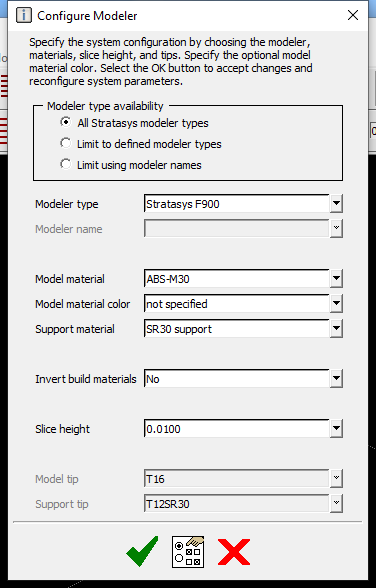 Configure Modeler
Specify the system configuration by choosing the modeler,
materials, slice height, and tips. Specify the optional model
material color. Select the OK button to accept changes and
reconfigure system parameters.
Modeler type availability
All Stratasys modeler types
Limit to defined modeler types
Limit using modeler names
Modeler type Stratasys F900
Modeler name
Model material ABS-M30
Model material color not specified
Support material SR30 support
Invert build materials No
Slice height 0.0100
Model tip T16
Support tip T12SR30